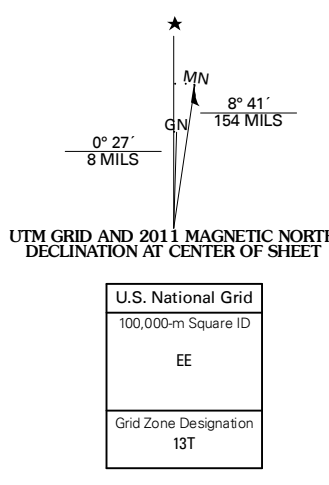 ★
MN
8° 41´
GN
154 MILS
0° 27´
8 MILS
UTM GRID AND 2011 MAGNETIC NORTH
DECLINATION AT CENTER OF SHEET
U.S. National Grid
100,000-m Square ID
EE
Grid Zone Designation
13T